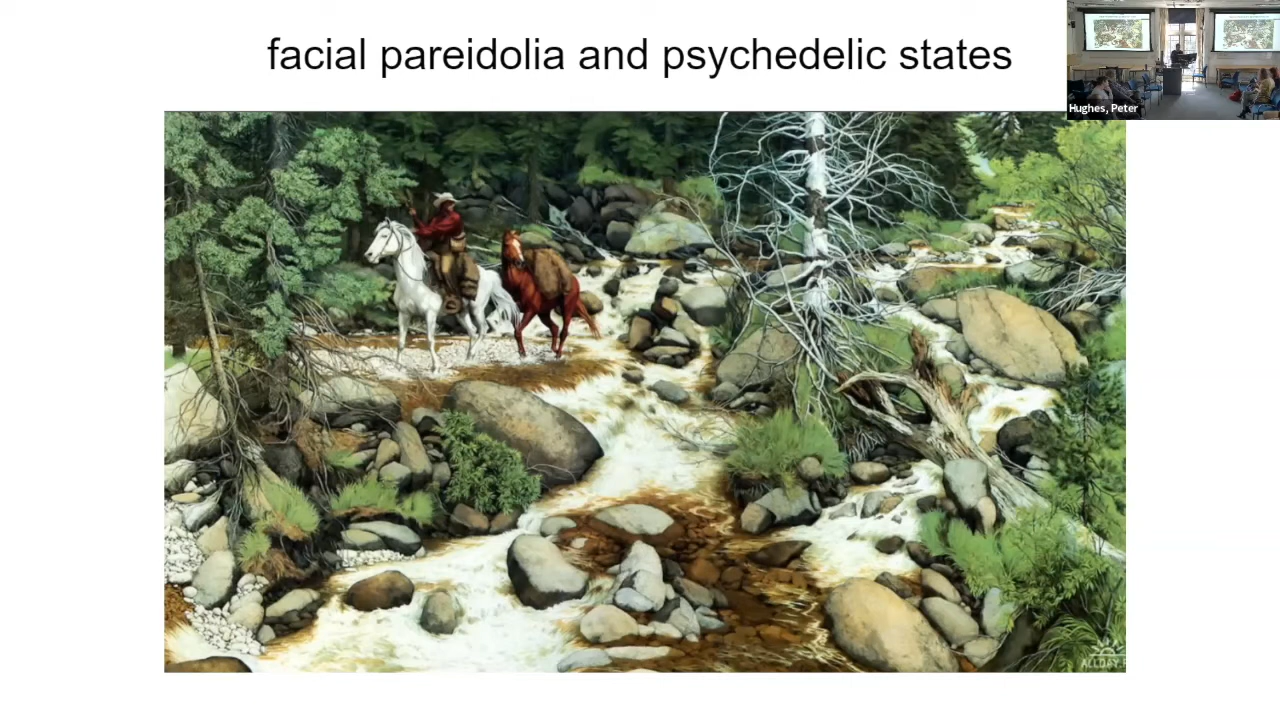 facial pareidolia and psychedelic states
Hughes, Peter